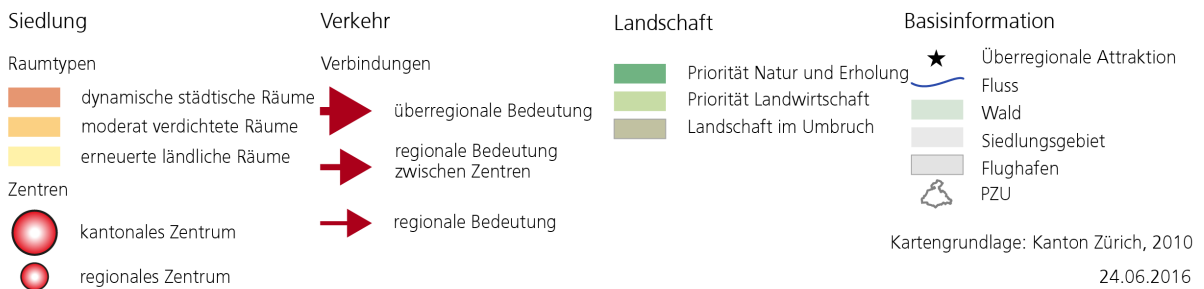 Siedlung
Raumtypen
dynamische städtische Räume
moderat verdichtete Räume
erneuerte ländliche Räume
Zentren
kantonales Zentrum
regionales Zentrum
Verkehr
Verbindungen
überregionale Bedeutung
regionale Bedeutung
zwischen Zentren
regionale Bedeutung
Landschaft
Priorität Natur und Erholung
Priorität Landwirtschaft
Landschaft im Umbruch
Basisinformation
Überregionale Attraktion
Fluss
Wald
Siedlungsgebiet
Flughafen
PZU
Kartengrundlage: Kanton Zürich, 2010
24.06.2016